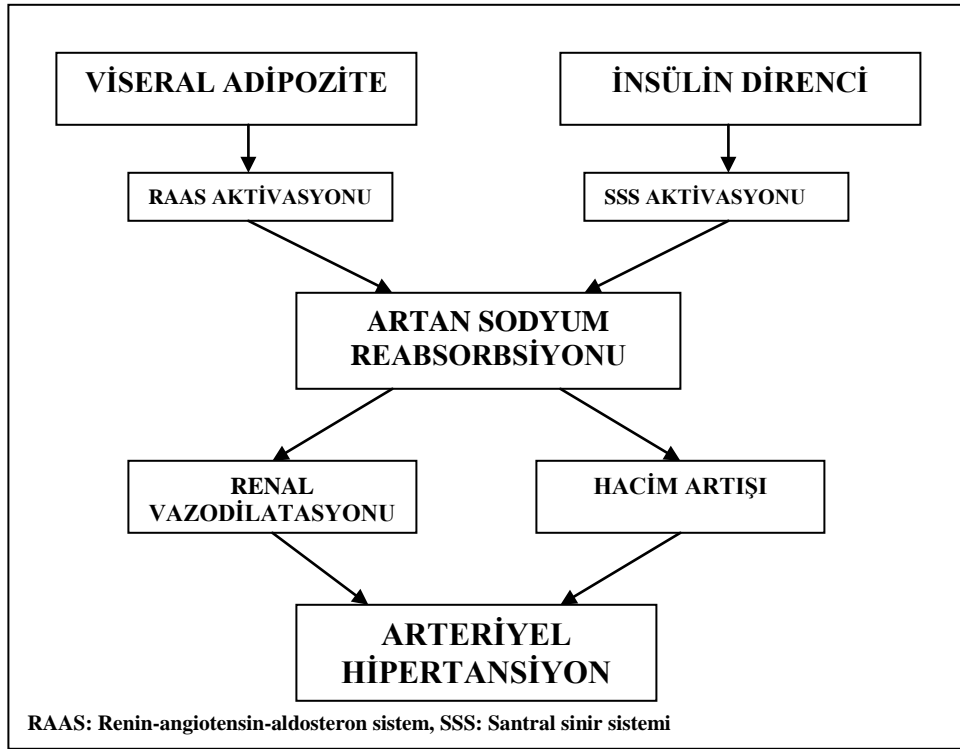 VİSERAL ADİPOZİTE
İNSÜLİN DİRENCİ
RAAS AKTİVASYONU
SSS AKTİVASYONU
ARTAN SODYUM
REABSORBSİYONU
RENAL
VAZODİLATASYONU
HACİM ARTIŞI
ARTERİYEL
HİPERTANSİYON
RAAS: Renin-angiotensin-aldosteron sistem, SSS: Santral sinir sistemi